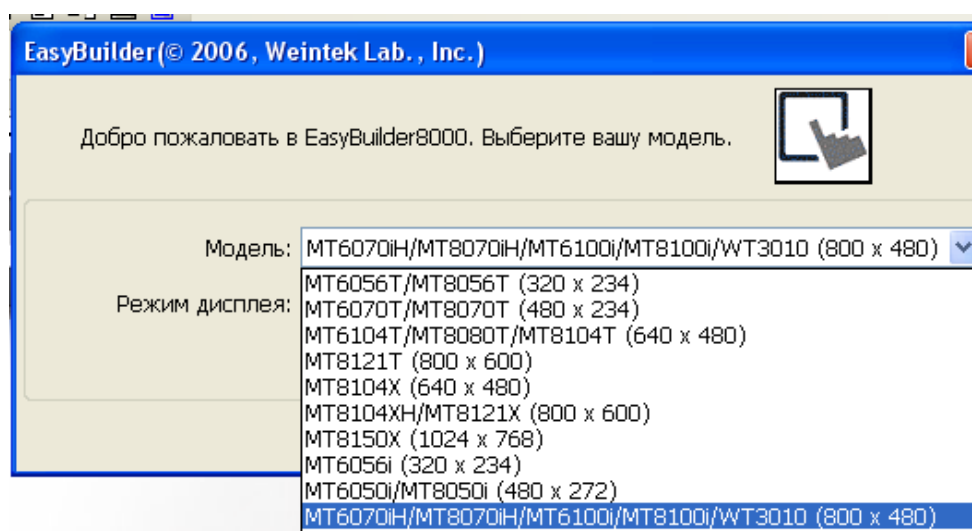 EasyBuilder(© 2006, Weintek Lab., Inc.)
Добро пожаловать в EasyBuilder8000. Выберите вашу модель.
Модель: MT6070iH/MT8070iH/MT6100i/MT8100i/WT3010 (800 x 480)
Режим дисплея:
MT6056T/MT8056T (320 x 234)
MT6070T/MT8070T (480 x 234)
MT6104T/MT8080T/MT8104T (640 x 480)
MT8121T (800 x 600)
MT8104X (640 x 480)
MT8104XH/MT8121X (800 x 600)
MT8150X (1024 x 768)
MT6056i (320 x 234)
MT6050i/MT8050i (480 x 272)
MT6070iH/MT8070iH/MT6100i/MT8100i/WT3010 (800 x 480)